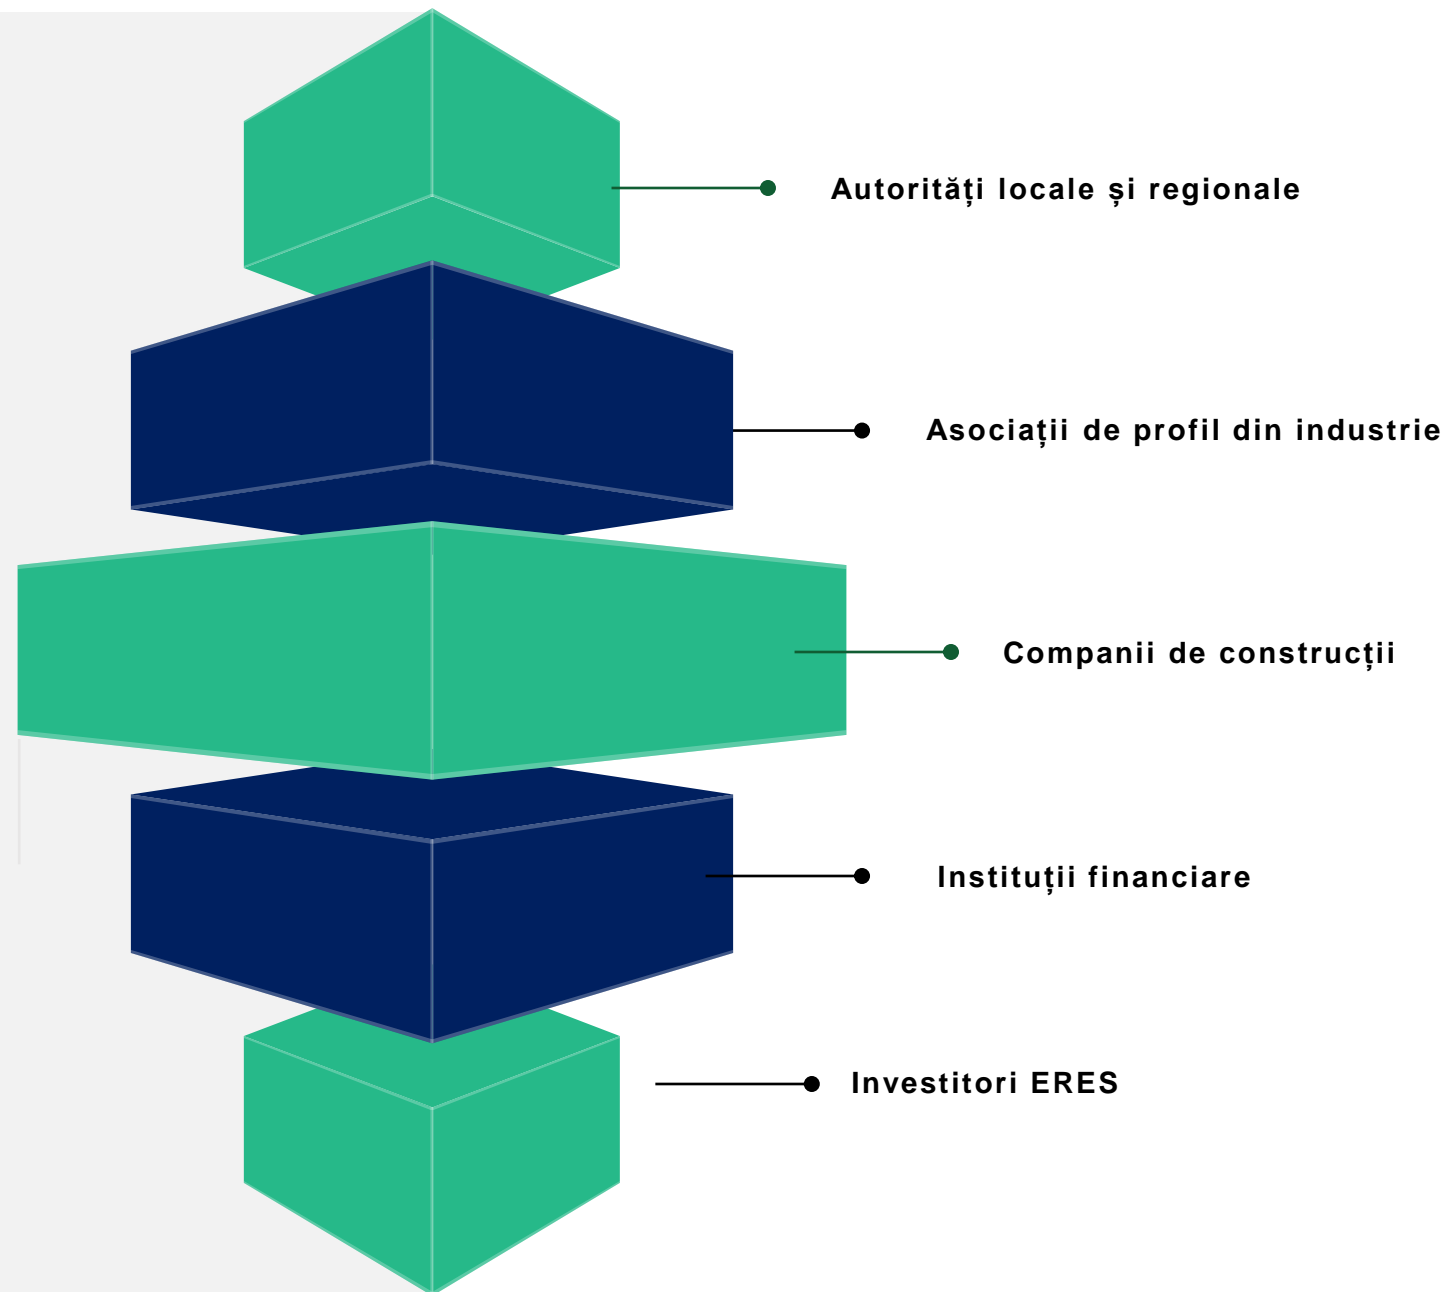 Autorități locale și regionale
Asociații de profil din industrie
Companii de construcții
Instituții financiare
Investitori ERES